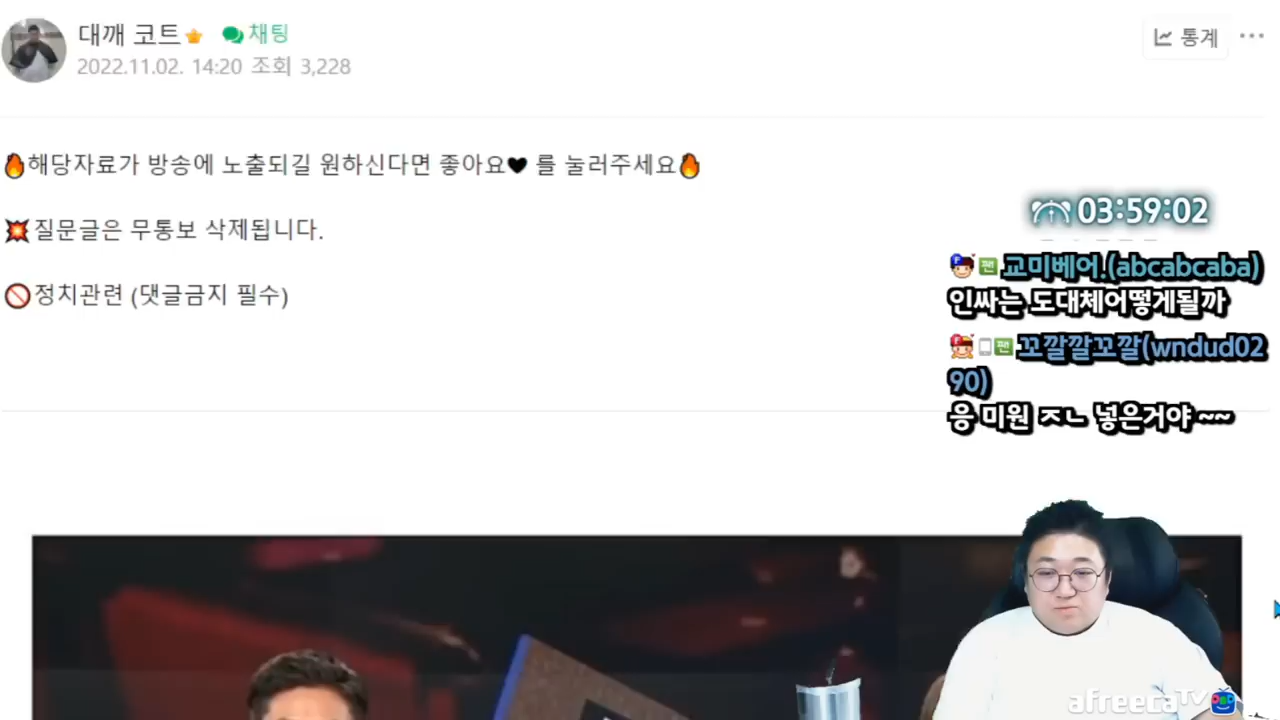 대깨 코트 채팅
2022.11.02. 14:20 조회 3,228
통계
해당자료가 방송에 노출되길 원하신다면 좋아요 를 눌러주세요
질문글은 무통보 삭제됩니다.
정치관련 (댓글금지 필수)
03:59:02
팬 교미베어.(abcabcaba)
인싸는 도대체어떻게될까
팬 꼬깔깔꼬깔(wndud02
90)
응 미원 ㅈㄴ 넣은거야 ~~
afreecaTV